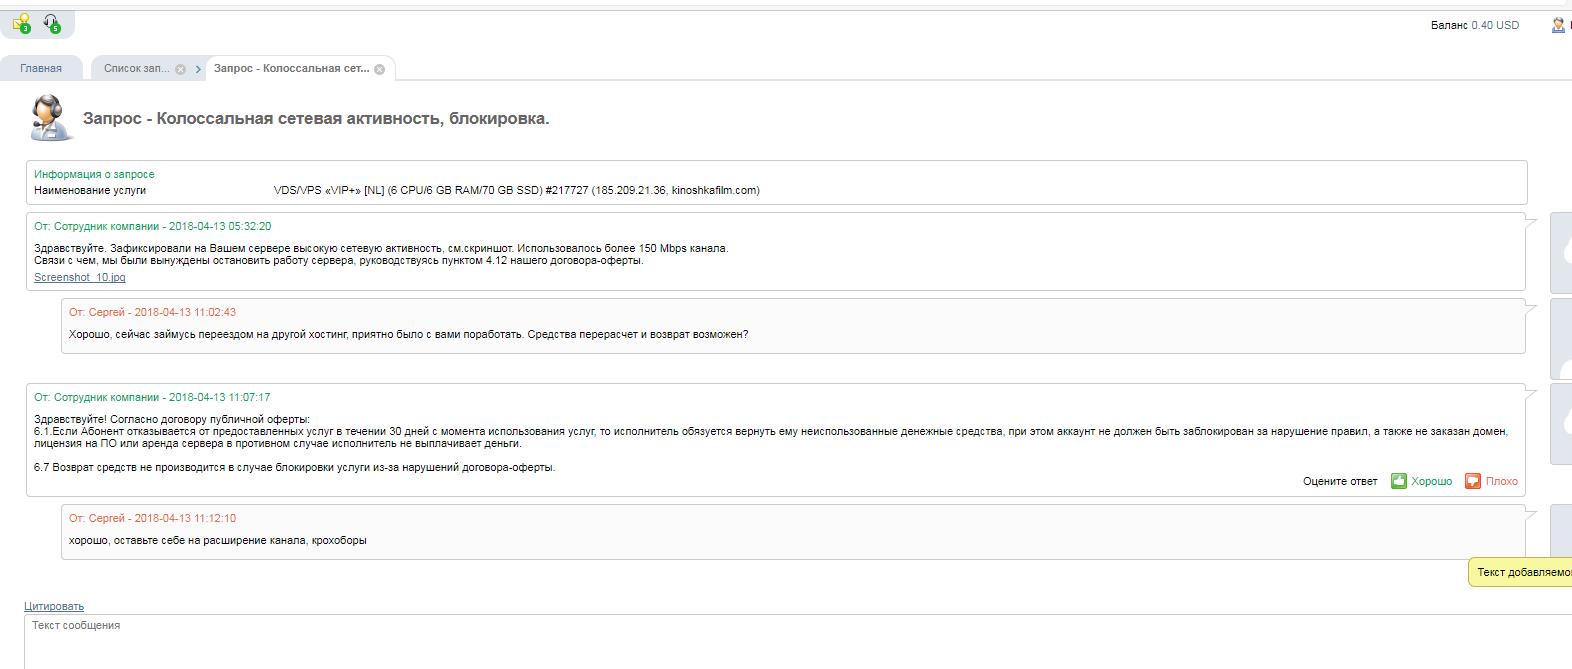 3
5
Баланс 0.40 USD
Главная
Список зап...
Запрос - Колоссальная сет...
Запрос - Колоссальная сетевая активность, блокировка.
Информация о запросе
Наименование услуги VDS/VPS «VIP+» [NL] (6 CPU/6 GB RAM/70 GB SSD) #217727 (185.209.21.36, kinoshkafilm.com)
От: Сотрудник компании - 2018-04-13 05:32:20
Здравствуйте. Зафиксировали на Вашем сервере высокую сетевую активность, см.скриншот. Использовалось более 150 Mbps канала.
Связи с чем, мы были вынуждены остановить работу сервера, руководствуясь пунктом 4.12 нашего договора-оферты.
Screenshot_10.jpg
От: Сергей - 2018-04-13 11:02:43
Хорошо, сейчас займусь переездом на другой хостинг, приятно было с вами поработать. Средства перерасчет и возврат возможен?
От: Сотрудник компании - 2018-04-13 11:07:17
Здравствуйте! Согласно договору публичной оферты:
6.1.Если Абонент отказывается от предоставленных услуг в течении 30 дней с момента использования услуг, то исполнитель обязуется вернуть ему неиспользованные денежные средства, при этом аккаунт не должен быть заблокирован за нарушение правил, а также не заказан домен,
лицензия на ПО или аренда сервера в противном случае исполнитель не выплачивает деньги.
6.7 Возврат средств не производится в случае блокировки услуги из-за нарушений договора-оферты.
Оцените ответ Хорошо Плохо
От: Сергей - 2018-04-13 11:12:10
хорошо, оставьте себе на расширение канала, крохоборы
Текст добавляемо
Цитировать
Текст сообщения